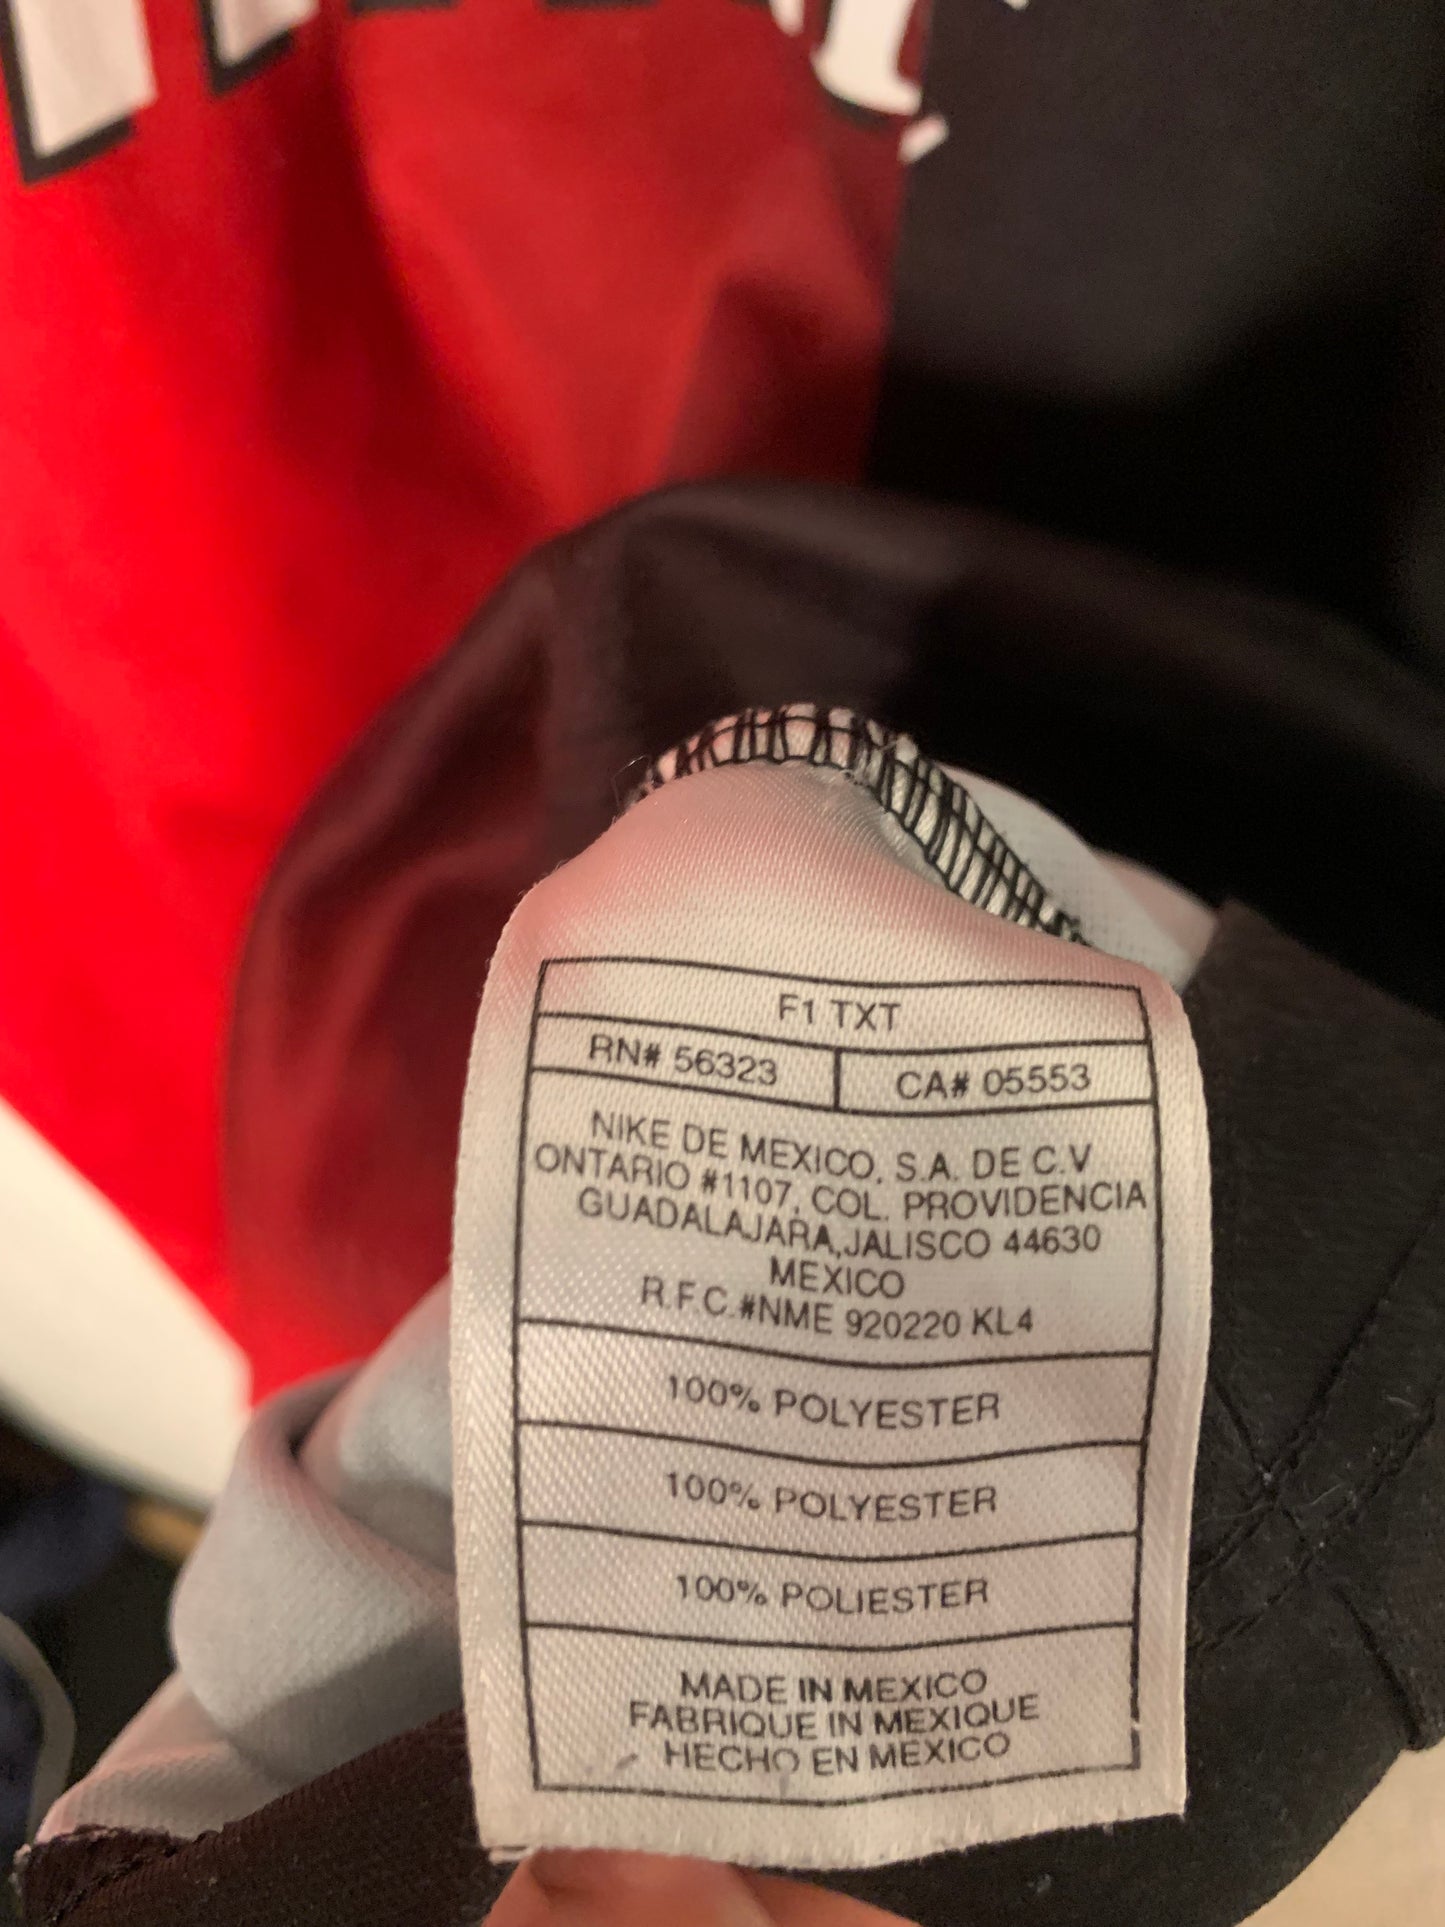 F1 TXT
RN# 56323
CA# 05553
NIKE DE MEXICO, S.A. DE C.V
ONTARIO #1107, COL. PROVIDENCIA
GUADALAJARA,JALISCO 44630
MEXICO
R.F.C.#NME 920220 KL4
100% POLYESTER
100% POLYESTER
100% POLIESTER
MADE IN MEXICO
FABRIQUE IN MEXIQUE
HECHO EN MEXICO